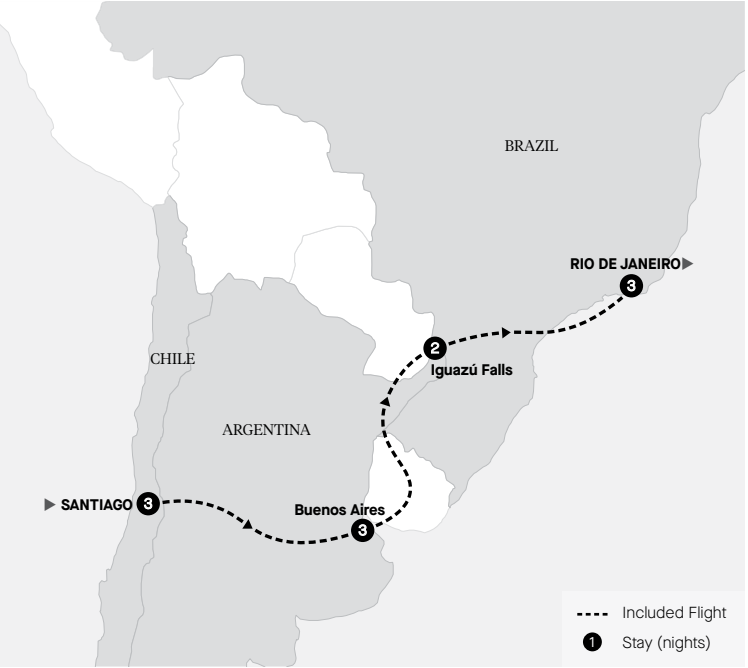 BRAZIL
RIO DE JANEIRO
3
2
Iguazú Falls
CHILE
ARGENTINA
SANTIAGO 3
Buenos Aires
3
Included Flight
1 Stay (nights)